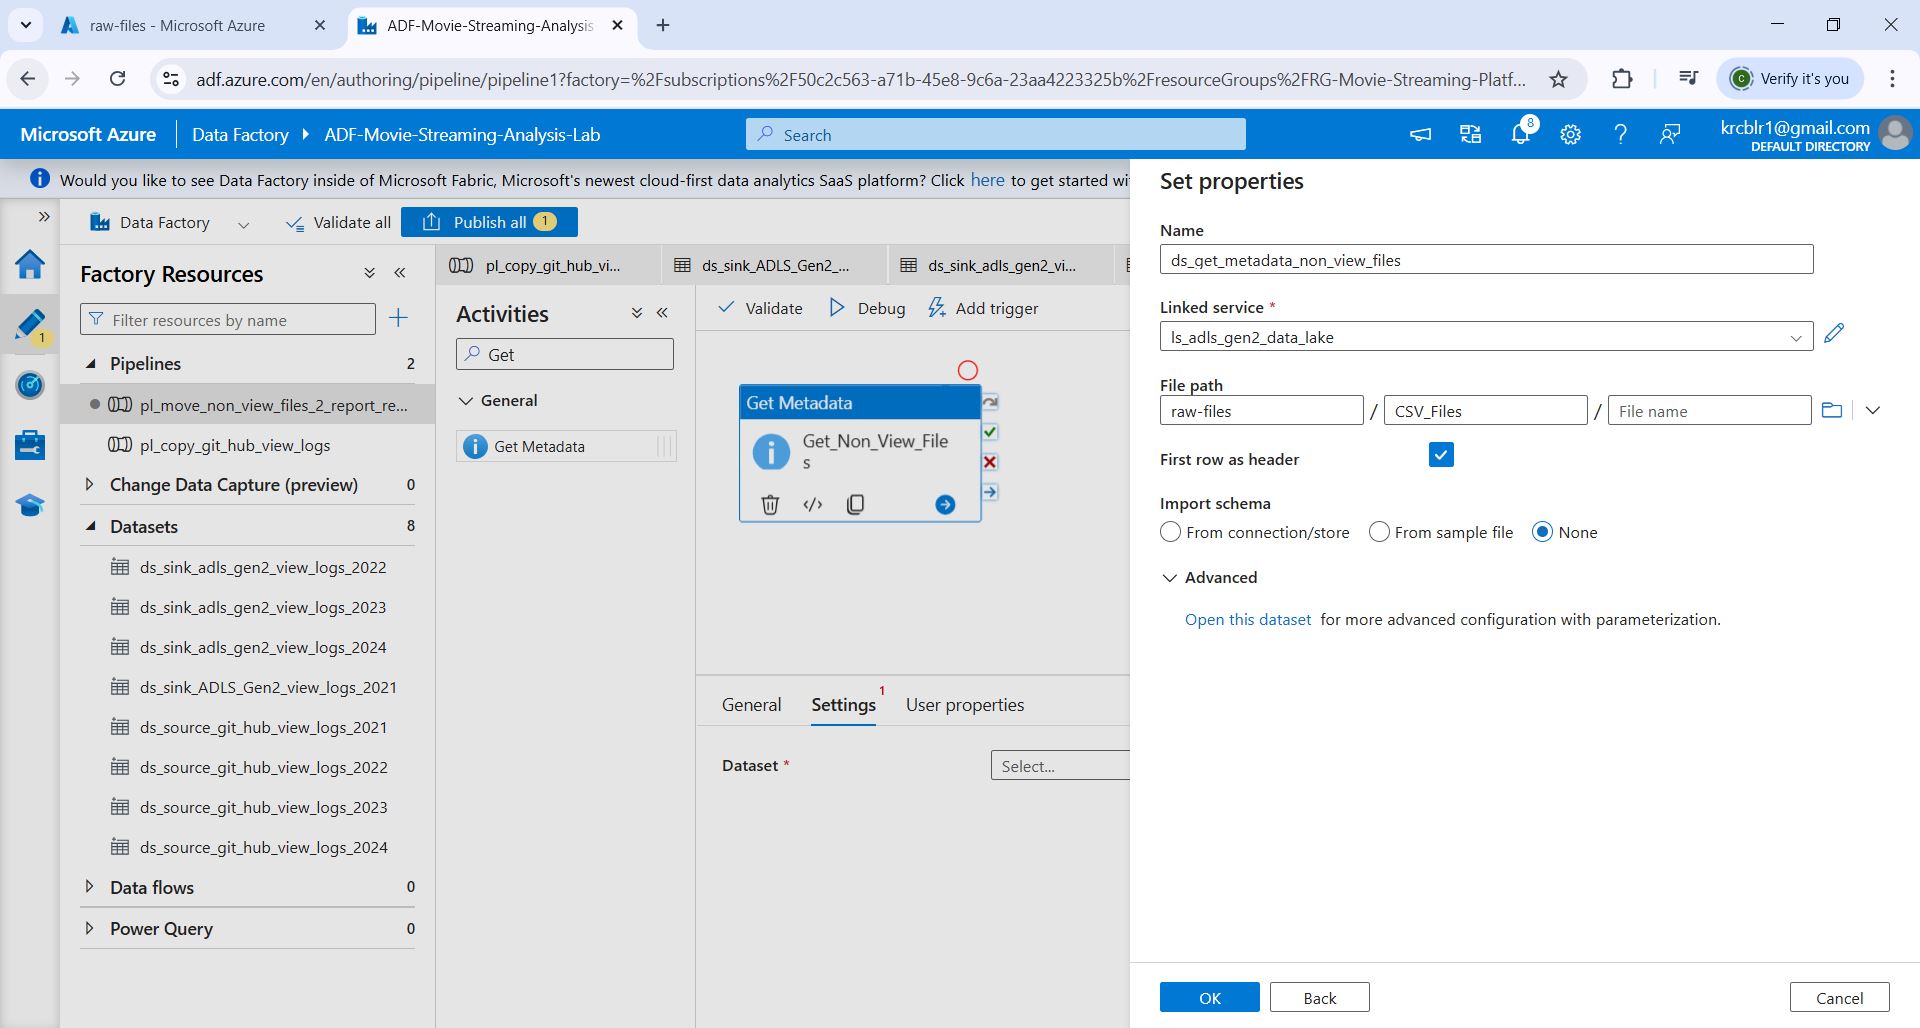 raw-files - Microsoft Azure
ADF-Movie-Streaming-Analysis
adf.azure.com/en/authoring/pipeline/pipeline1?factory=%2Fsubscriptions%2F50c2c563-a71b-45e8-9c6a-23aa4223325b%2FresourceGroups%2FRG-Movie-Streaming-Platf...
C
Verify it's you
Microsoft Azure
Data Factory
ADF-Movie-Streaming-Analysis-Lab
Search
8
krcblr1@gmail.com
DEFAULT DIRECTORY
Would you like to see Data Factory inside of Microsoft Fabric, Microsoft's newest cloud-first data analytics SaaS platform? Click here to get started wi
Data Factory
Validate all
Publish all 1
1
Factory Resources
Filter resources by name
Pipelines 2
pl_move_non_view_files_2_report_re...
pl_copy_git_hub_view_logs
Change Data Capture (preview) 0
Datasets 8
ds_sink_adls_gen2_view_logs_2022
ds_sink_adls_gen2_view_logs_2023
ds_sink_adls_gen2_view_logs_2024
ds_sink_ADLS_Gen2_view_logs_2021
ds_source_git_hub_view_logs_2021
ds_source_git_hub_view_logs_2022
ds_source_git_hub_view_logs_2023
ds_source_git_hub_view_logs_2024
Data flows 0
Power Query 0
pl_copy_git_hub_vi...
ds_sink_ADLS_Gen2_...
ds_sink_adls_gen2_vi...
Activities
Get
General
Get Metadata
Validate
Debug
Add trigger
Get Metadata
Get_Non_View_File
s
General
Settings 1
User properties
Dataset *
Select...
Set properties
Name
ds_get_metadata_non_view_files
Linked service *
ls_adls_gen2_data_lake
File path
raw-files / CSV_Files / File name
First row as header
Import schema
From connection/store
From sample file
None
Advanced
Open this dataset for more advanced configuration with parameterization.
OK
Back
Cancel